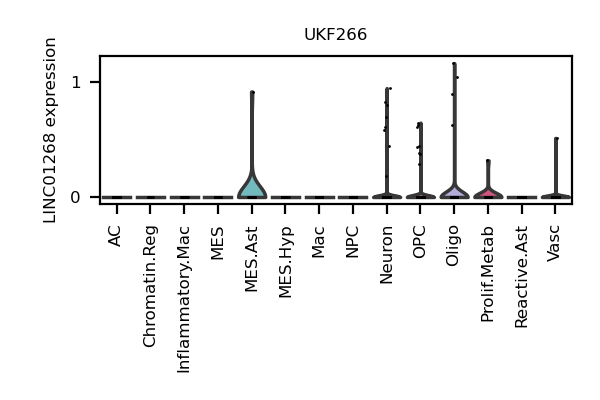 UKF266
LINC01268 expression
1
0
AC
Chromatin.Reg
Inflammatory.Mac
MES
MES.Ast
MES.Hyp
Mac
NPC
Neuron
OPC
Oligo
Prolif.Metab
Reactive.Ast
Vasc